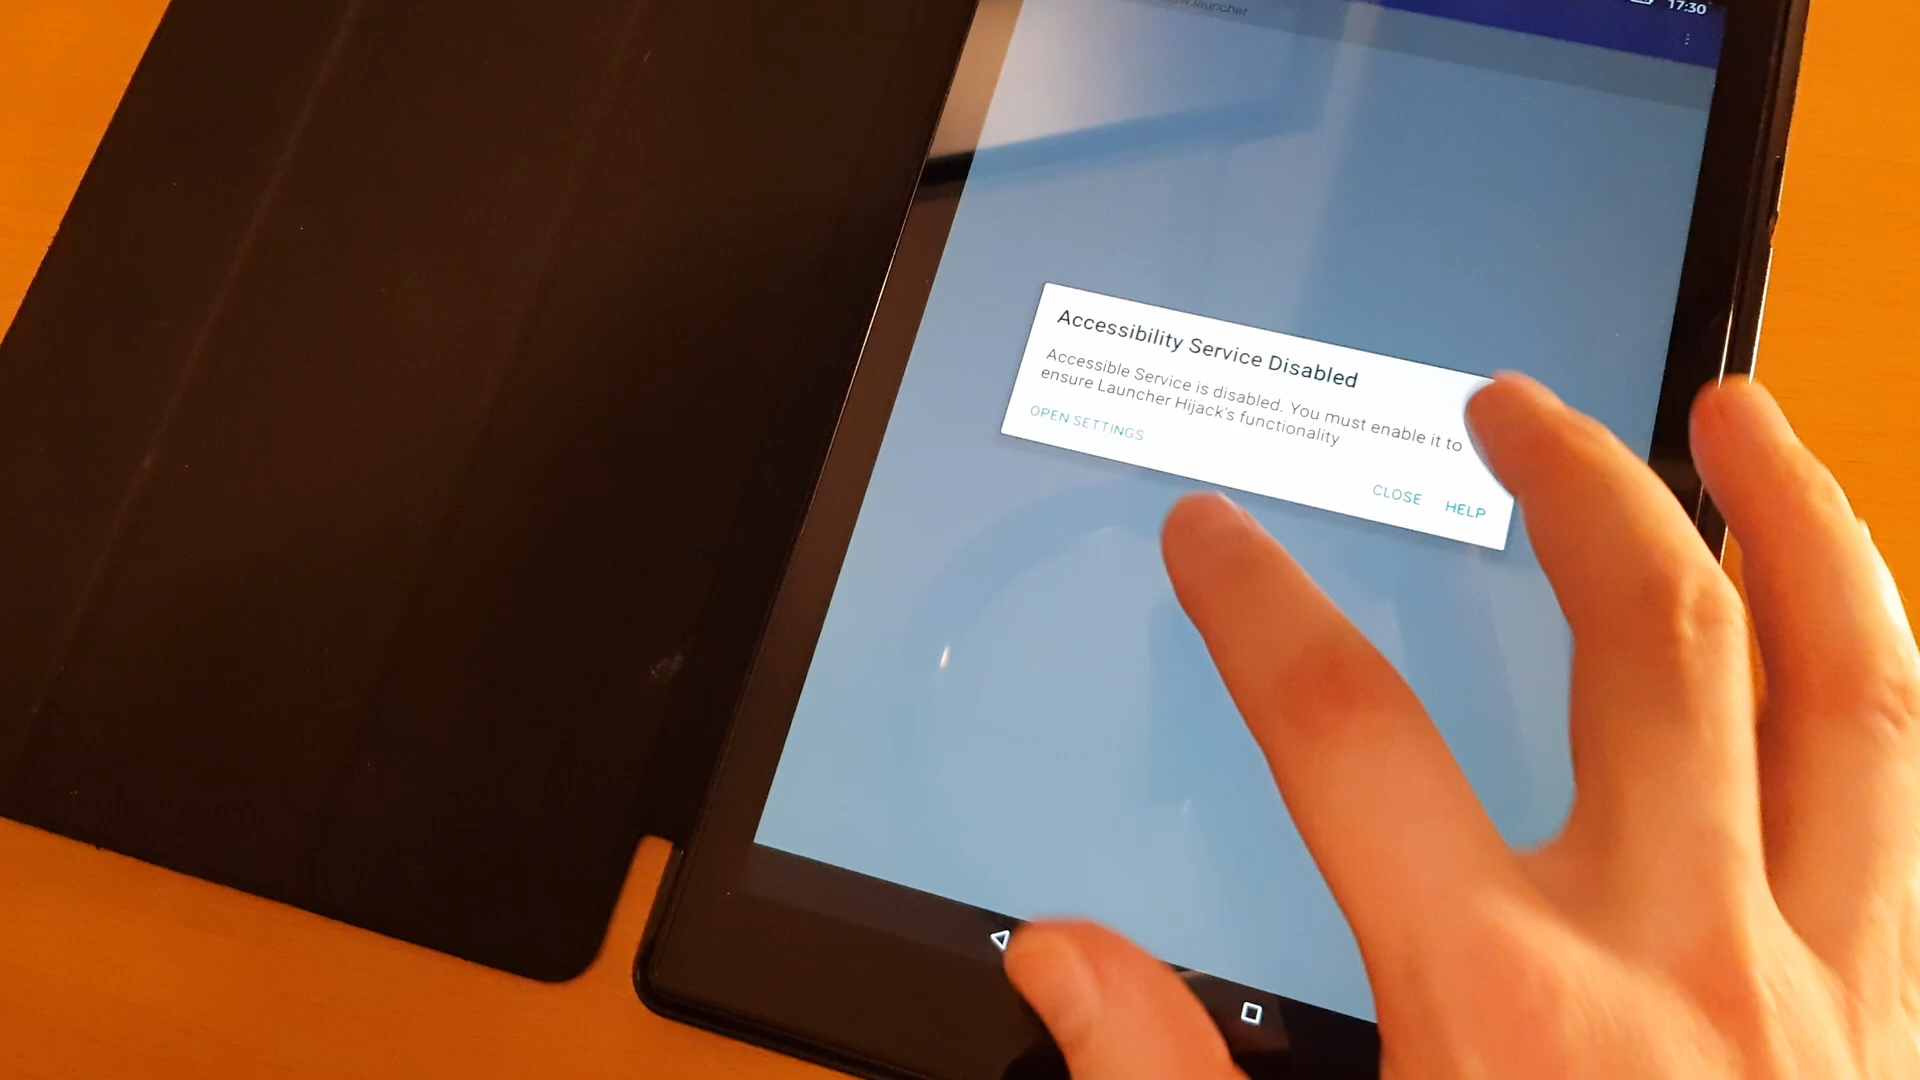 launcher
17:30
Accessibility Service Disabled
Accessible Service is disabled. You must enable it to
ensure Launcher Hijack's functionality
OPEN SETTINGS
CLOSE HELP